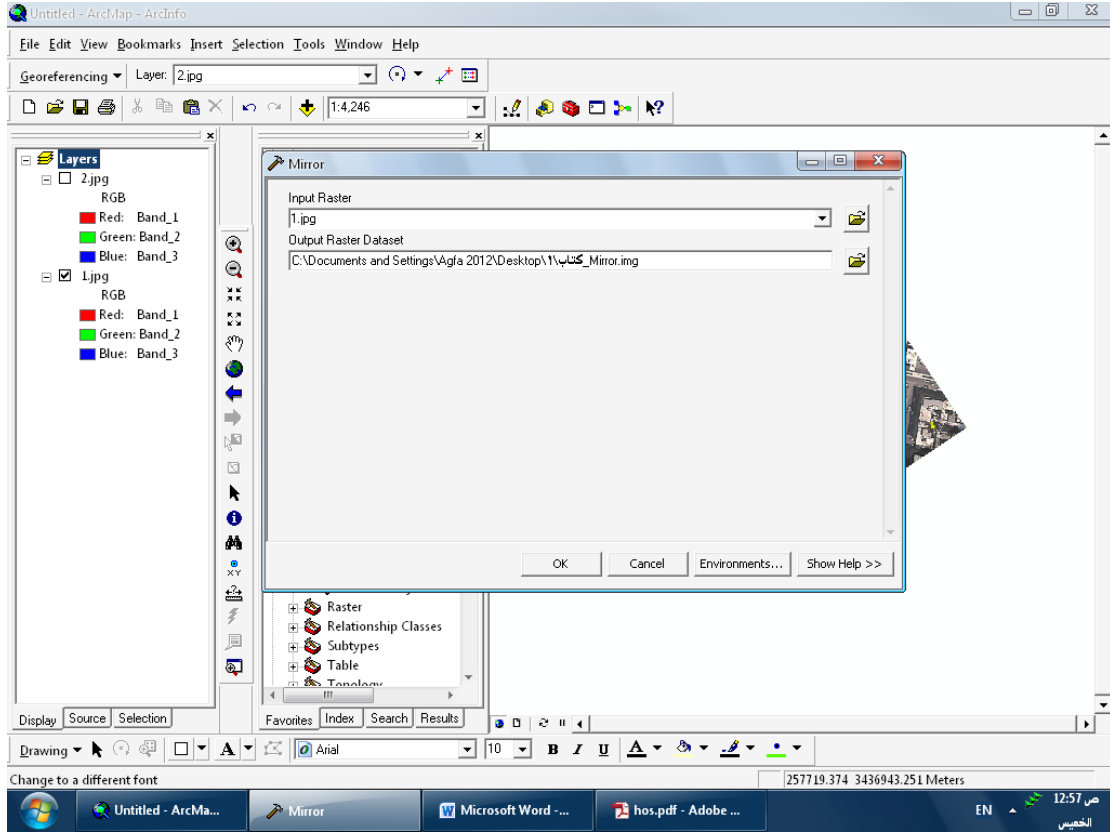 Untitled - ArcMap - ArcInfo
File Edit View Bookmarks Insert Selection Tools Window Help
Georeferencing Layer: 2.jpg
1:4,246
Layers
2.jpg
RGB
Red: Band_1
Green: Band_2
Blue: Band_3
1.jpg
RGB
Red: Band_1
Green: Band_2
Blue: Band_3
Display Source Selection
XY
Mirror
Input Raster
1.jpg
Output Raster Dataset
C:\Documents and Settings\Agfa 2012\Desktop\كتاب\1_Mirror.img
OK Cancel Environments... Show Help >>
Raster
Relationship Classes
Subtypes
Table
Topology
Favorites Index Search Results
Drawing A Arial 10 B I U A
Change to a different font
257719.374 3436943.251 Meters
Untitled - ArcMa... Mirror Microsoft Word -... hos.pdf - Adobe ... EN
12:57 ص
الخميس